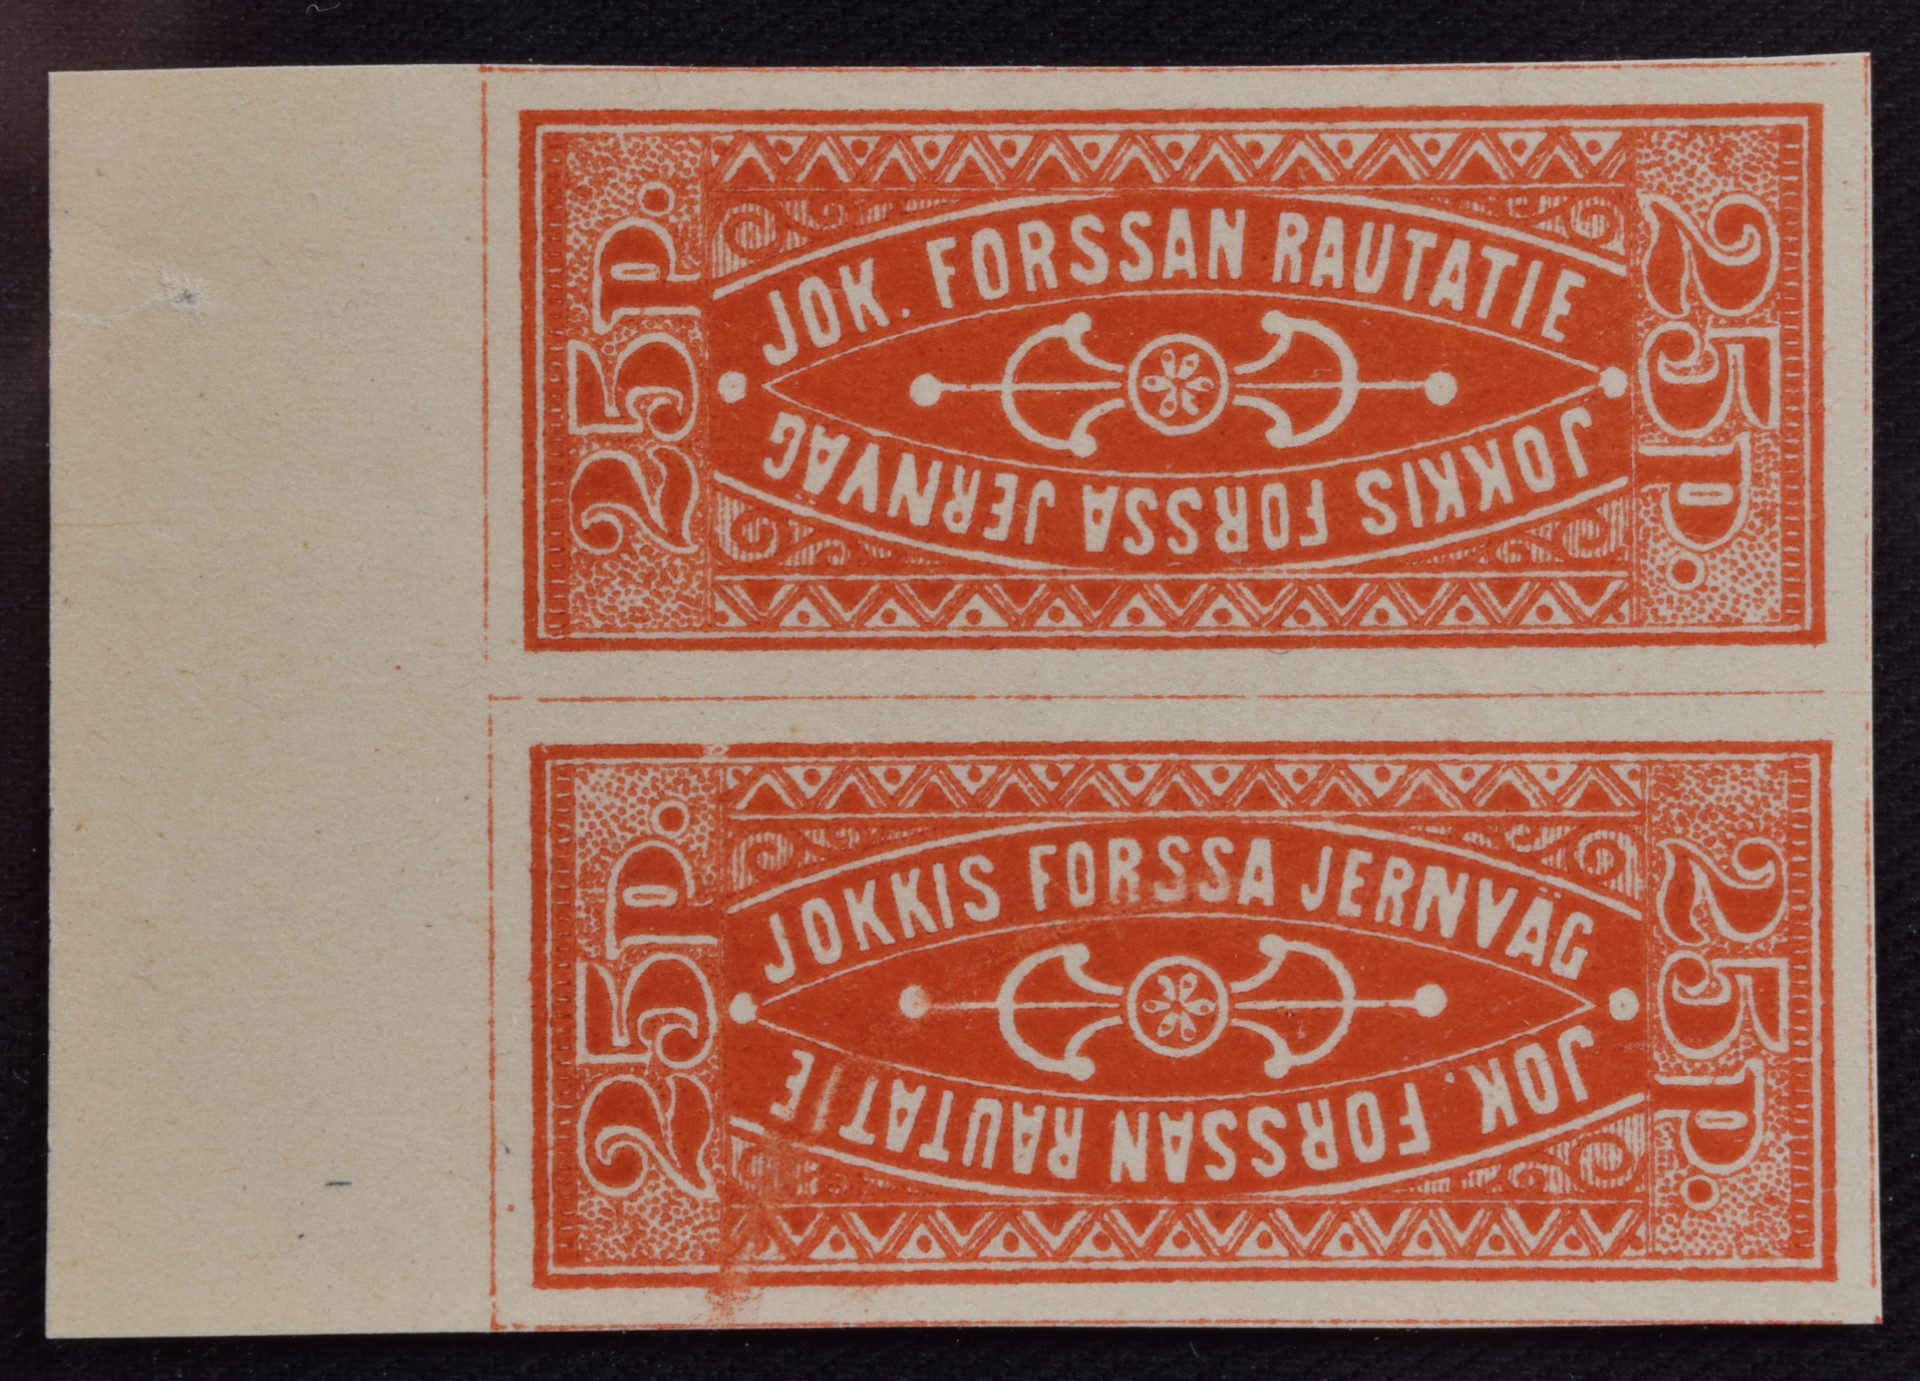 25 P.
JOK. FORSSAN RAUTATIE
25 P.
JOKKIS FORSSA JERNVÄG
25 P.
JOKKIS FORSSA JERNVÄG
25 P.
JOK. FORSSAN RAUTATIE